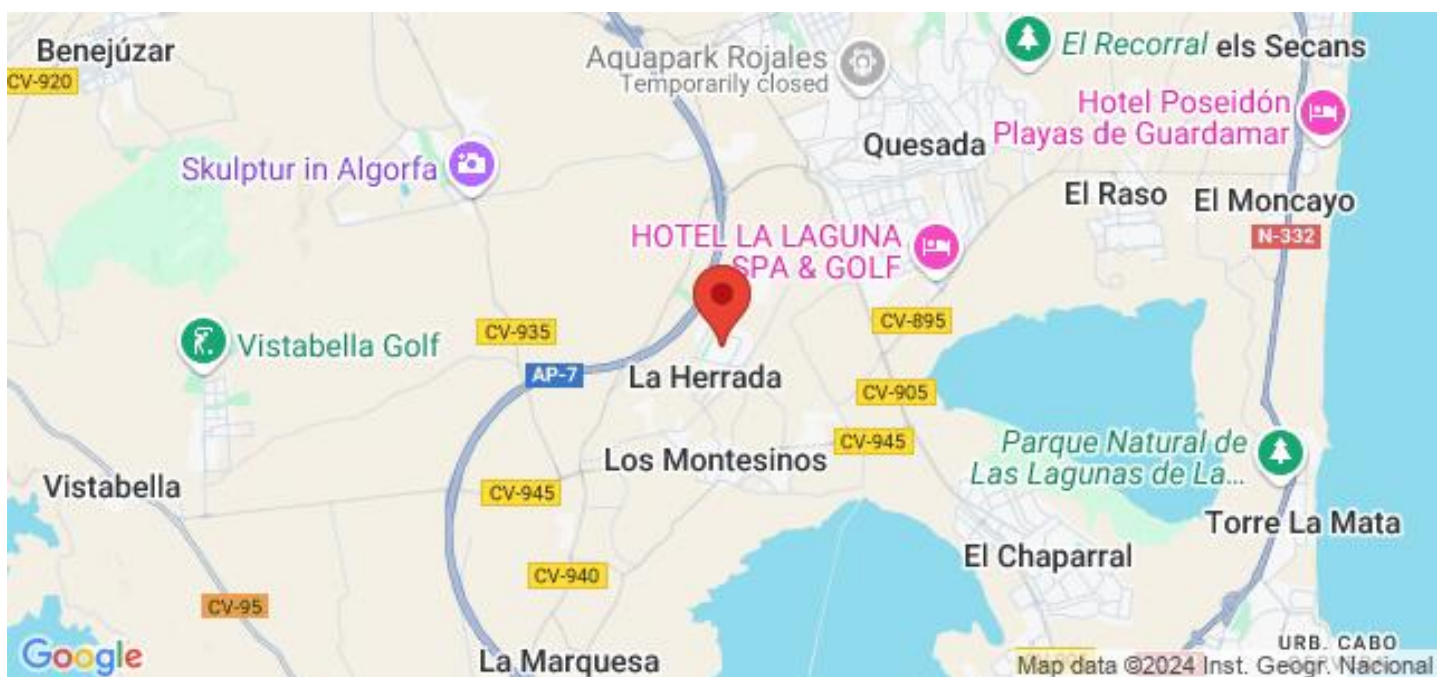 Benejúzar
CV-920
Aquapark Rojales
Temporarily closed
El Recorral
els Secans
Hotel Poseidón
Playas de Guardamar
Quesada
Skulptur in Algorfa
El Raso
El Moncayo
N-332
HOTEL LA LAGUNA
SPA & GOLF
CV-895
CV-935
Vistabella Golf
AP-7
La Herrada
CV-905
CV-945
Parque Natural de
Las Lagunas de La...
Los Montesinos
Vistabella
CV-945
Torre La Mata
El Chaparral
CV-940
CV-95
URB. CABO
Google
La Marquesa
Map data ©2024 Inst. Geogr. Nacional